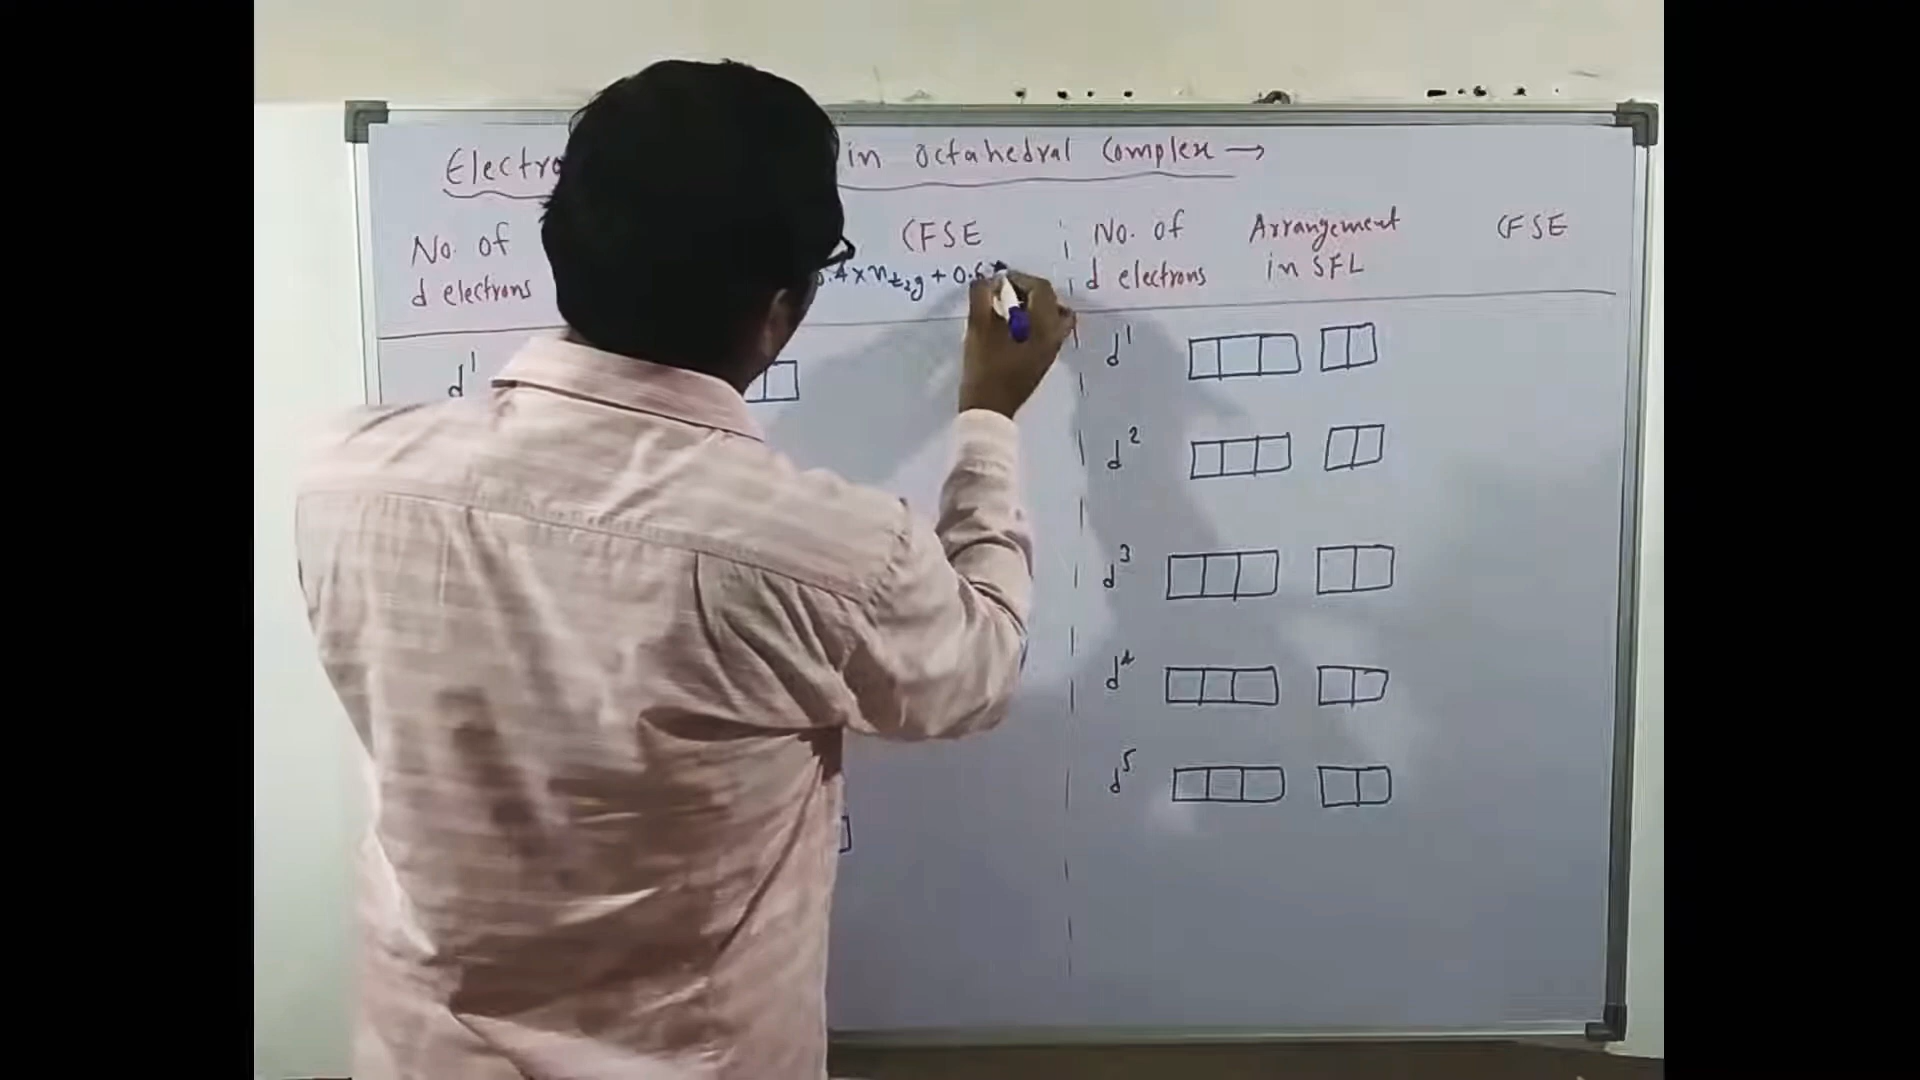 Electro in octahedral Complex →
No. of
d electrons
CFSE
.4 × n t₂g + 0.6
No. of
d electrons
Arrangement
in SFL
CFSE
d¹
d¹
d²
d³
d⁴
d⁵